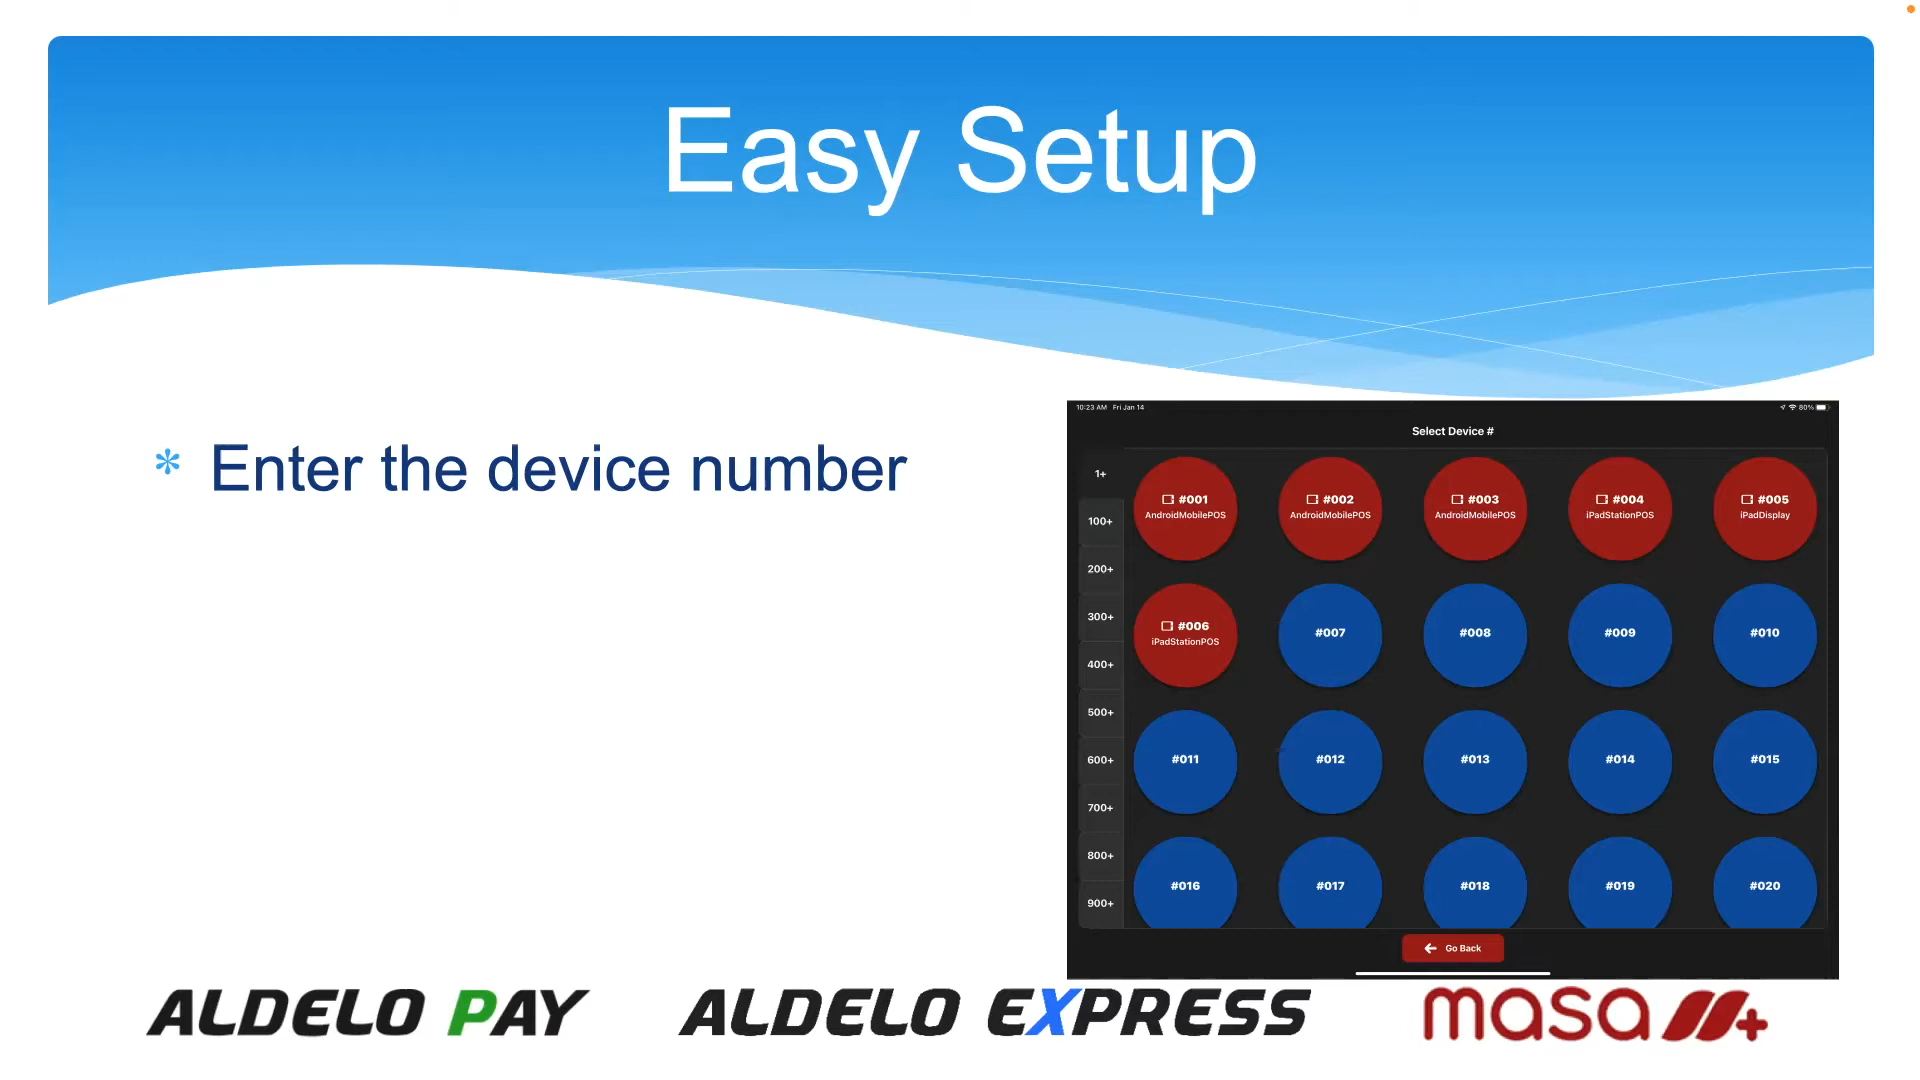 Easy Setup
* Enter the device number
10:23 AM Fri Jan 14
80%
Select Device #
1+
100+
200+
300+
400+
500+
600+
700+
800+
900+
#001
AndroidMobilePOS
#002
AndroidMobilePOS
#003
AndroidMobilePOS
#004
iPadStationPOS
#005
iPadDisplay
#006
iPadStationPOS
#007
#008
#009
#010
#011
#012
#013
#014
#015
#016
#017
#018
#019
#020
Go Back
ALDELO PAY
ALDELO EXPRESS
masa